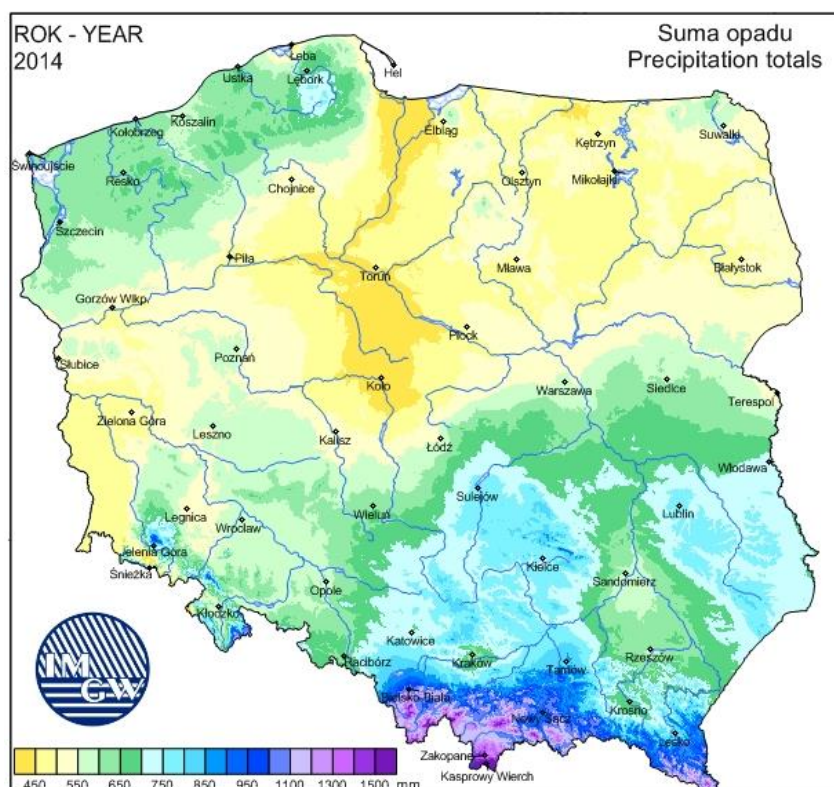 ROK - YEAR
2014
Suma opadu
Precipitation totals
Łeba
Hel
Ustka
Lębork
Kołobrzeg
Koszalin
Elbląg
Kętrzyn
Suwałki
Świnoujście
Resko
Chojnice
Olsztyn
Mikołajki
Szczecin
Piła
Toruń
Mława
Białystok
Gorzów Wlkp.
Płock
Słubice
Poznań
Koło
Warszawa
Siedlce
Terespol
Zielona Góra
Leszno
Kalisz
Łódź
Włodawa
Sulejów
Lublin
Legnica
Wrocław
Wieluń
Jelenia Góra
Śnieżka
Kielce
Sandomierz
Opole
Kłodzko
Katowice
Racibórz
Kraków
Tarnów
Rzeszów
Bielsko-Biała
Nowy Sącz
Krosno
Lesko
Zakopane
Kasprowy Wierch
IM
GW
450 550 650 750 850 950 1100 1300 1500 mm